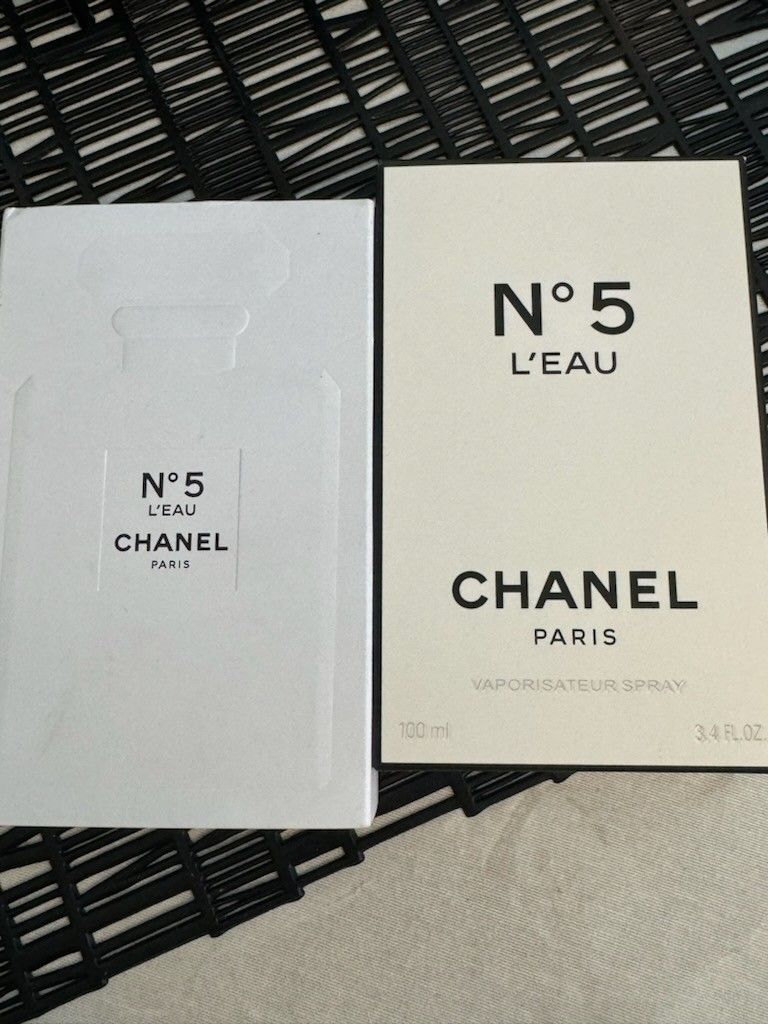 N° 5
L'EAU
CHANEL
PARIS
N° 5
L'EAU
CHANEL
PARIS
VAPORISATEUR SPRAY
100 ml
3.4 FL.OZ.